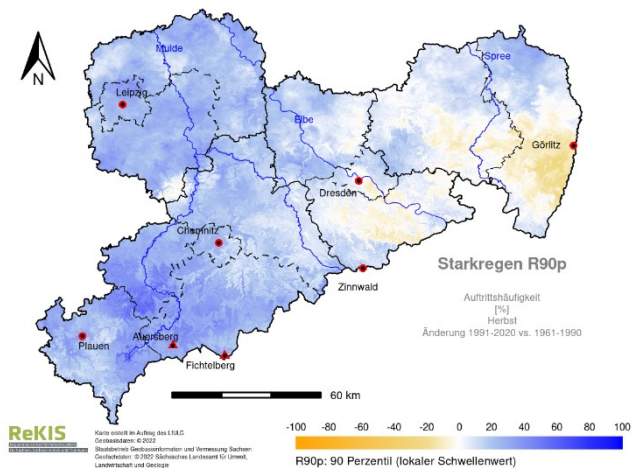 Mulde
Spree
Leipzig
Elbe
Görlitz
N
Dresden
Chemnitz
Starkregen R90p
Zinnwald
Auftrittshäufigkeit
[%]
Herbst
Änderung 1991-2020 vs. 1961-1990
Auersberg
Plauen
Fichtelberg
60 km
ReKIS
Karte erstellt im Auftrag des LfULG
Geobasisdaten: © 2022
Staatsbetrieb Geobasisinformation und Vermessung Sachsen
Geofachdaten: © 2022 Sächsisches Landesamt für Umwelt,
Landwirtschaft und Geologie
-100 -80 -60 -40 -20 0 20 40 60 80 100
R90p: 90 Perzentil (lokaler Schwellenwert)